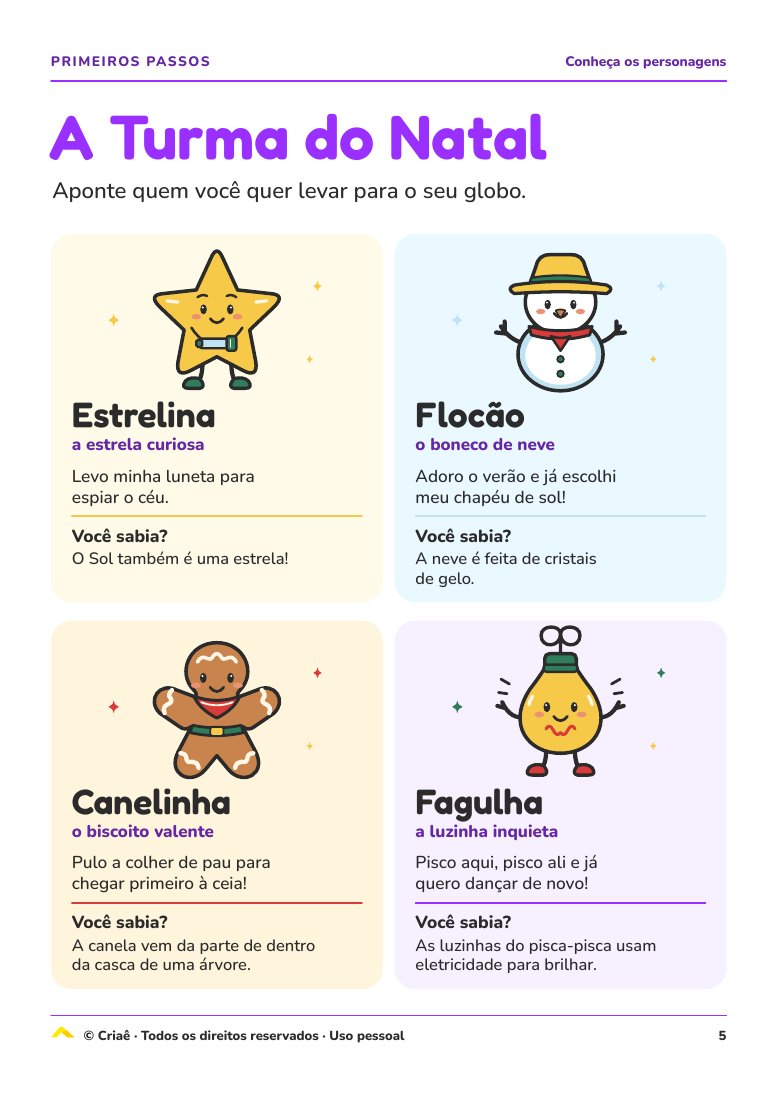 PRIMEIROS PASSOS
Conheça os personagens
A Turma do Natal
Aponte quem você quer levar para o seu globo.
Estrelina
a estrela curiosa
Levo minha luneta para
espiar o céu.
Você sabia?
O Sol também é uma estrela!
Flocão
o boneco de neve
Adoro o verão e já escolhi
meu chapéu de sol!
Você sabia?
A neve é feita de cristais
de gelo.
Canelinha
o biscoito valente
Pulo a colher de pau para
chegar primeiro à ceia!
Você sabia?
A canela vem da parte de dentro
da casca de uma árvore.
Fagulha
a luzinha inquieta
Pisco aqui, pisco ali e já
quero dançar de novo!
Você sabia?
As luzinhas do pisca-pisca usam
eletricidade para brilhar.
© Criaê · Todos os direitos reservados · Uso pessoal
5